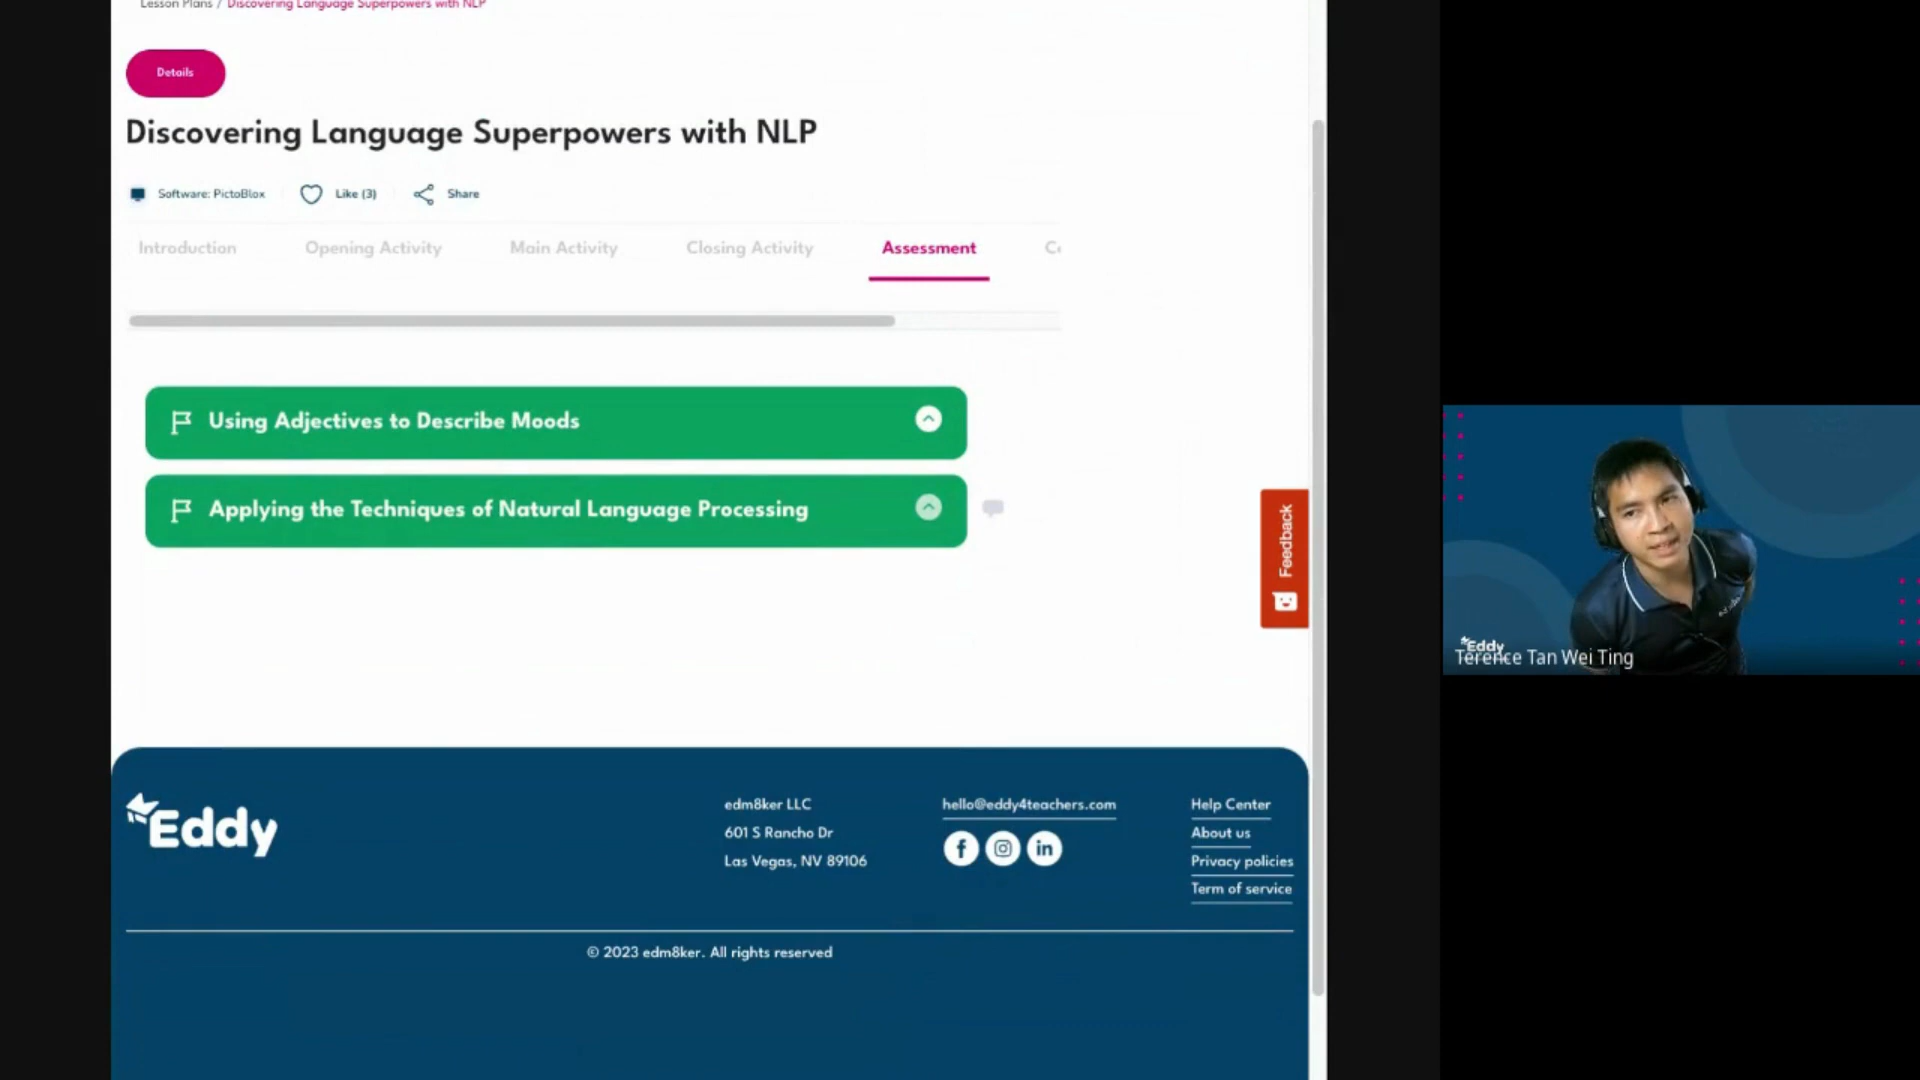 Lesson Plans / Discovering Language Superpowers with NLP
Details
Discovering Language Superpowers with NLP
Software: PictoBlox
Like (3)
Share
Introduction
Opening Activity
Main Activity
Closing Activity
Assessment
Using Adjectives to Describe Moods
Applying the Techniques of Natural Language Processing
Feedback
Eddy
Terence Tan Wei Ting
Eddy
edm8ker LLC
601 S Rancho Dr
Las Vegas, NV 89106
hello@eddy4teachers.com
Help Center
About us
Privacy policies
Term of service
© 2023 edm8ker. All rights reserved